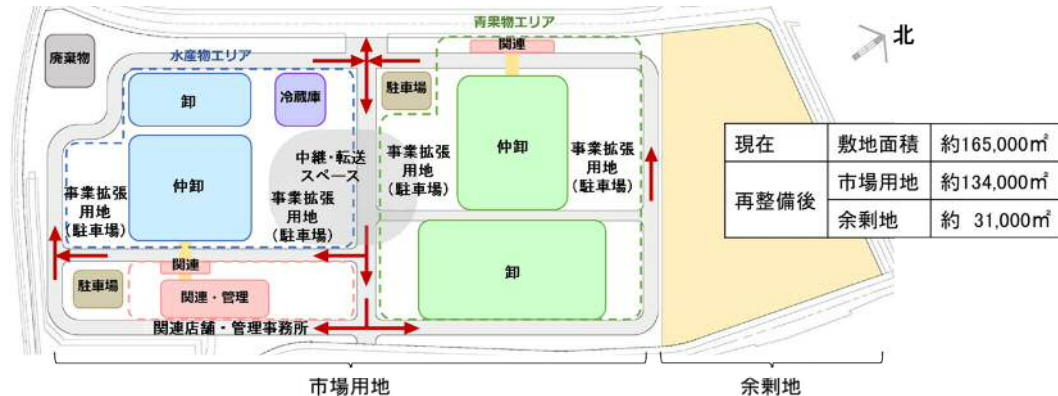 青果物エリア
関連
北
廃棄物
水産物エリア
卸
冷蔵庫
駐車場
仲卸
中継・転送
スペース
事業拡張
用地
(駐車場)
事業拡張
用地
(駐車場)
事業拡張
用地
(駐車場)
仲卸
事業拡張
用地
(駐車場)
卸
関連
駐車場
関連・管理
関連店舗・管理事務所
市場用地
余剰地
現在 敷地面積 約165,000㎡
再整備後 市場用地 約134,000㎡
余剰地 約 31,000㎡